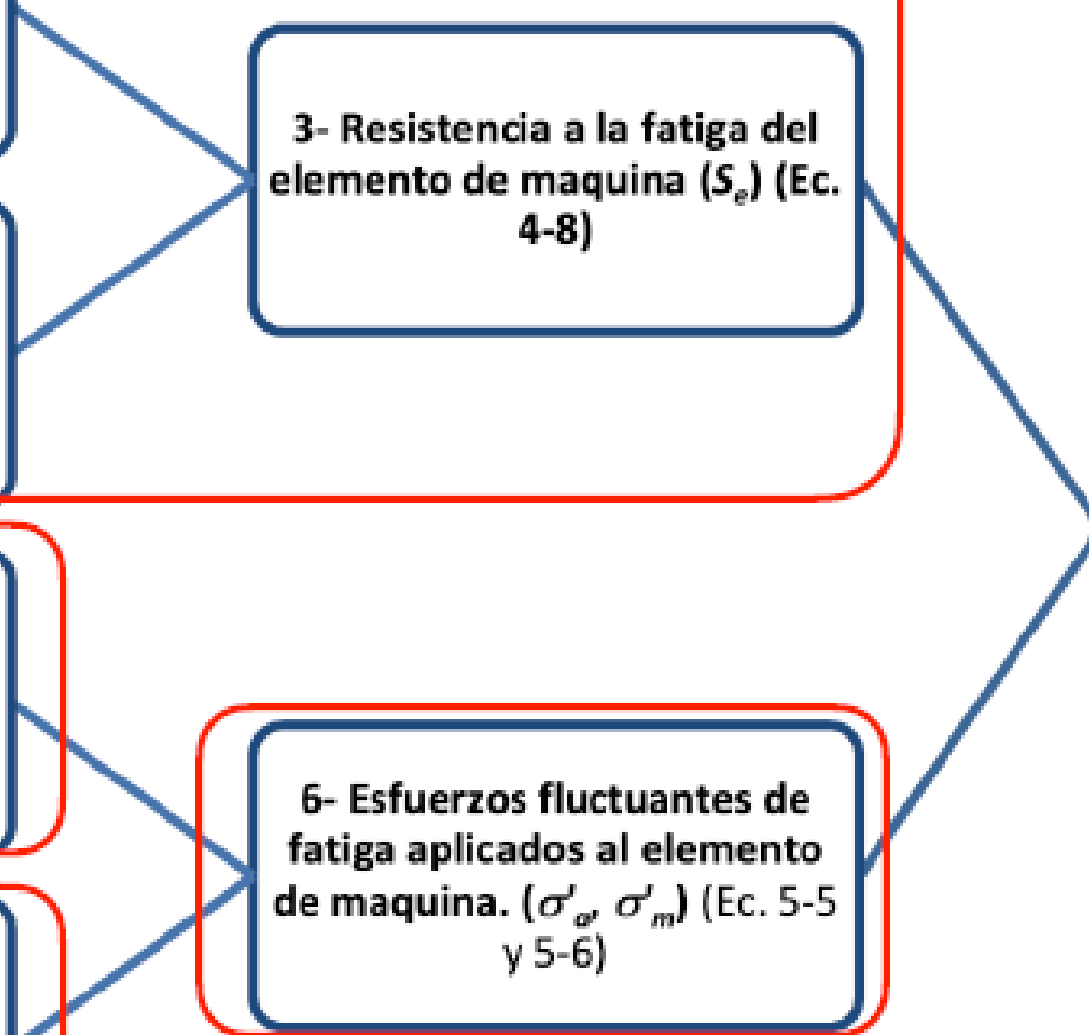 3- Resistencia a la fatiga del
elemento de maquina (Sₑ) (Ec.
4-8)
6- Esfuerzos fluctuantes de
fatiga aplicados al elemento
de maquina. (σ′ₐ, σ′ₘ) (Ec. 5-5
y 5-6)